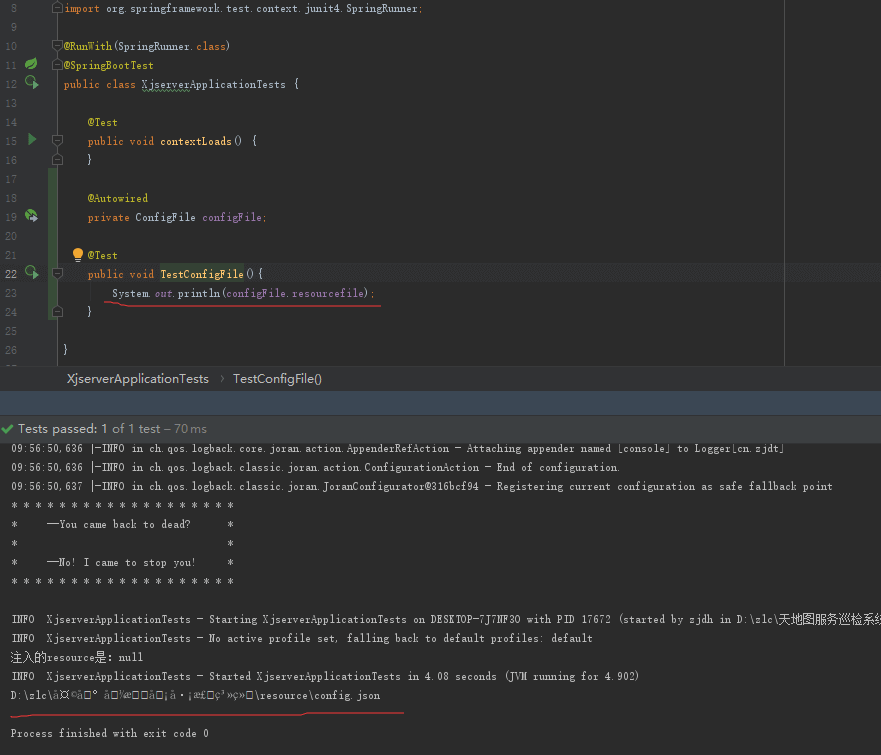 8 import org.springframework.test.context.junit4.SpringRunner;
9
10 @RunWith(SpringRunner.class)
11 @SpringBootTest
12 public class XjserverApplicationTests {
13
14 @Test
15 public void contextLoads() {
16 }
17
18 @Autowired
19 private ConfigFile configFile;
20
21 @Test
22 public void TestConfigFile(){
23 System.out.println(configFile.resourcefile);
24 }
25
26 }
XjserverApplicationTests › TestConfigFile()
Tests passed: 1 of 1 test – 70 ms
09:56:50,636 |-INFO in ch.qos.logback.core.joran.action.AppenderRefAction - Attaching appender named [console] to Logger[cn.zjdt]
09:56:50,636 |-INFO in ch.qos.logback.classic.joran.action.ConfigurationAction - End of configuration.
09:56:50,637 |-INFO in ch.qos.logback.classic.joran.JoranConfigurator@316bcf94 - Registering current configuration as safe fallback point
* * * * * * * * * * * * * * * * * * *
* —You came back to dead? *
* *
* —No! I came to stop you! *
* * * * * * * * * * * * * * * * * * *
INFO XjserverApplicationTests - Starting XjserverApplicationTests on DESKTOP-7J7NF30 with PID 17672 (started by zjdh in D:\zlc\天地图服务巡检系统
INFO XjserverApplicationTests - No active profile set, falling back to default profiles: default
注入的resource是：null
INFO XjserverApplicationTests - Started XjserverApplicationTests in 4.08 seconds (JVM running for 4.902)
D:\zlc\ \resource\config.json
Process finished with exit code 0